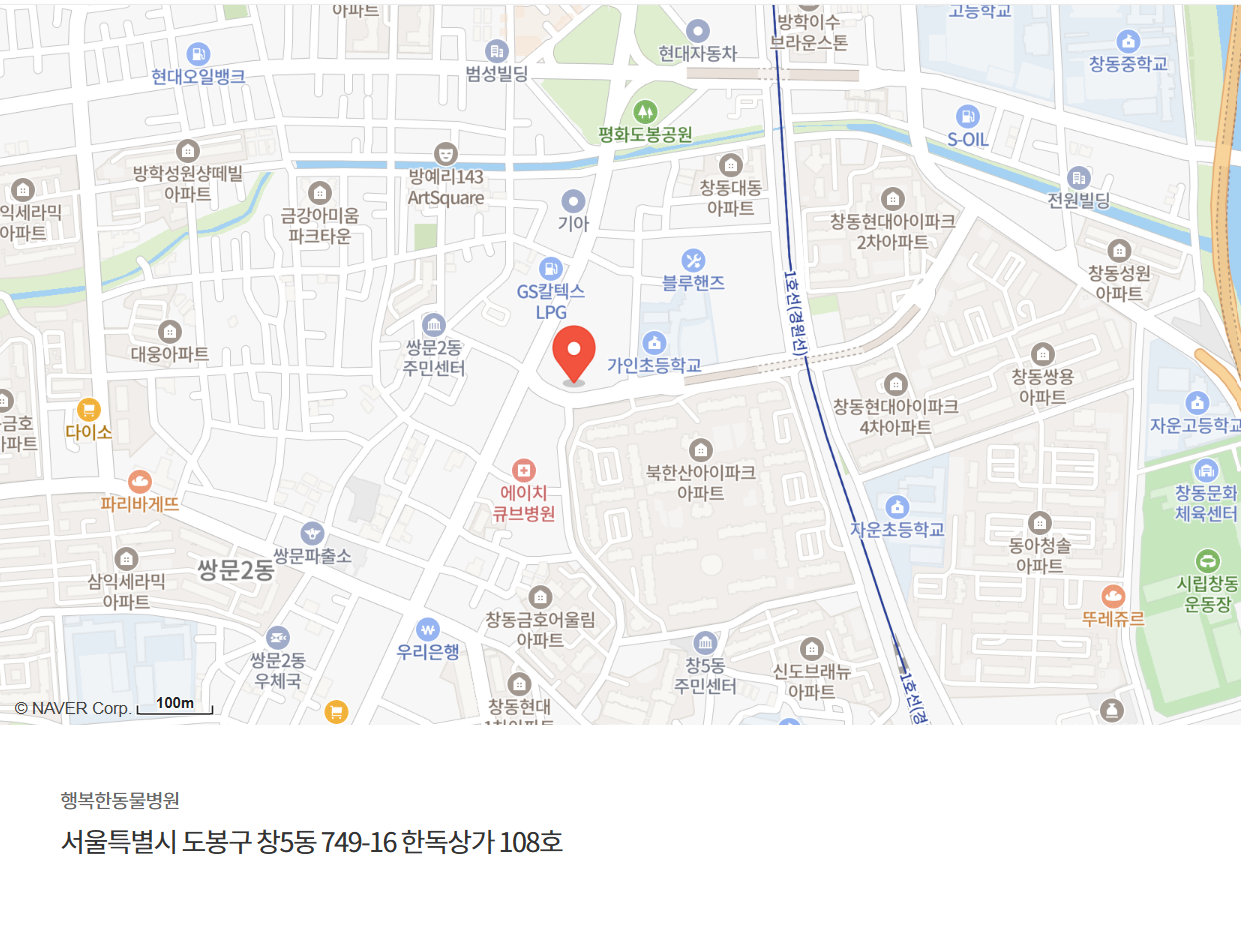 아파트
현대자동차
방학이수
브라운스톤
고등학교
창동중학교
현대오일뱅크
범성빌딩
평화도봉공원
S-OIL
방학성원상떼빌
아파트
방예리143
ArtSquare
창동대동
아파트
전원빌딩
익세라믹
아파트
금강아미움
파크타운
기아
창동현대아이파크
2차아파트
블루핸즈
창동성원
아파트
GS칼텍스
LPG
1호선(경원선)
대웅아파트
쌍문2동
주민센터
가인초등학교
창동쌍용
아파트
금호
아파트
다이소
창동현대아이파크
4차아파트
자운고등학교
북한산아이파크
아파트
파리바게뜨
에이치
큐브병원
창동문화
체육센터
자운초등학교
쌍문파출소
동아청솔
아파트
쌍문2동
삼익세라믹
아파트
시립창동
운동장
창동금호어울림
아파트
뚜레쥬르
우리은행
쌍문2동
우체국
창5동
주민센터
신도브래뉴
아파트
창동현대
1차아파트
1호선(경
© NAVER Corp.
100m
행복한동물병원
서울특별시 도봉구 창5동 749-16 한독상가 108호